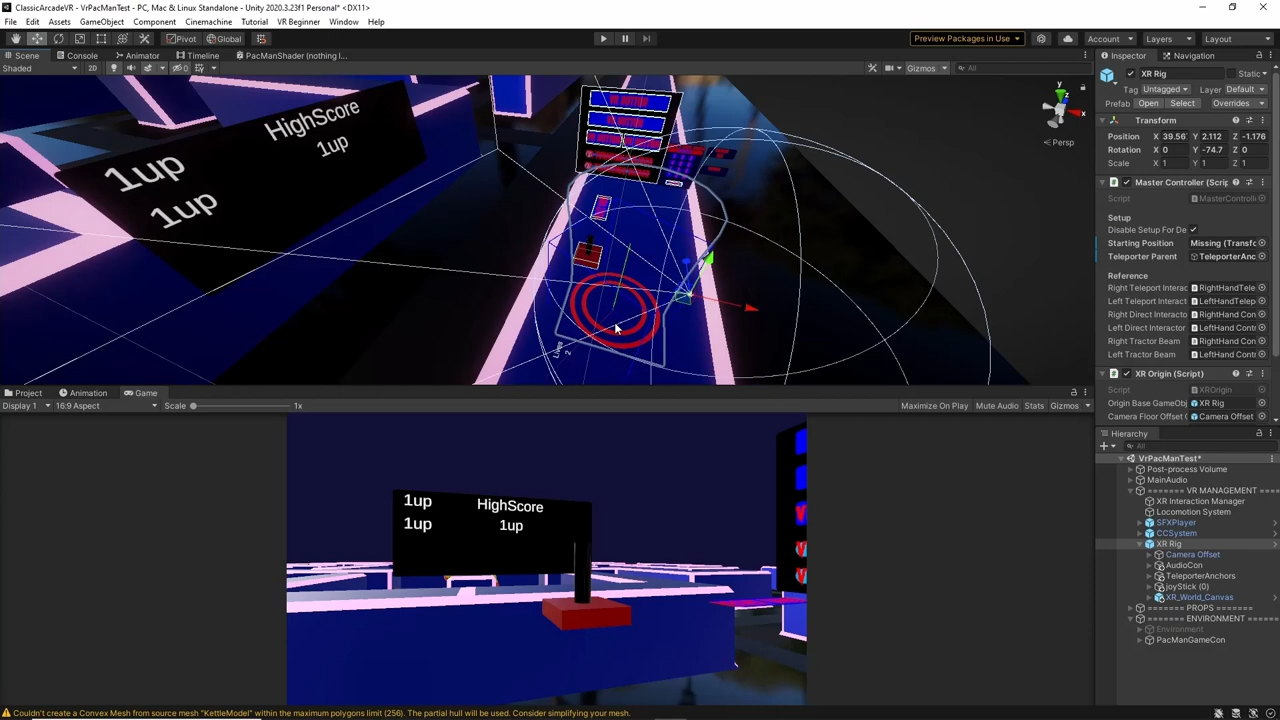 ClassicArcadeVR - VrPacManTest - PC, Mac & Linux Standalone - Unity 2020.3.23f1 Personal* <DX11>
File Edit Assets GameObject Component Cinemachine Tutorial VR Beginner Window Help
Pivot Global Preview Packages in Use Account Layers Layout
Scene Console Animator Timeline PacManShader (nothing l...
Shaded 2D 0 Gizmos All
HighScore
1up
1up
1up
y
x
z
Persp
Lives
2
Inspector Navigation
XR Rig Static
Tag Untagged Layer Default
Prefab Open Select Overrides
Transform
Position X 39.56 Y 2.112 Z -1.176
Rotation X 0 Y -74.7 Z 0
Scale X 1 Y 1 Z 1
Master Controller (Scrip
Script MasterControlle
Setup
Disable Setup For De
Starting Position Missing (Transfo
Teleporter Parent TeleporterAnc
Reference
Right Teleport Interac RightHandTele
Left Teleport Interact LeftHandTelep
Right Direct Interacto RightHand Con
Left Direct Interactor LeftHand Contr
Right Tractor Beam RightHand Con
Left Tractor Beam LeftHand Contr
XR Origin (Script)
Script XROrigin
Origin Base GameObj XR Rig
Camera Floor Offset Camera Offset
Project Animation Game
Display 1 16:9 Aspect Scale 1x Maximize On Play Mute Audio Stats Gizmos
1up HighScore
1up 1up
Hierarchy
All
VrPacManTest*
Post-process Volume
MainAudio
======= VR MANAGEMENT =======
XR Interaction Manager
Locomotion System
SFXPlayer
CCSystem
XR Rig
Camera Offset
AudioCon
TeleporterAnchors
JoyStick (0)
XR_World_Canvas
======= PROPS =======
======= ENVIRONMENT =======
Environment
PacManGameCon
Couldn't create a Convex Mesh from source mesh "KettleModel" within the maximum polygons limit (256). The partial hull will be used. Consider simplifying your mesh.